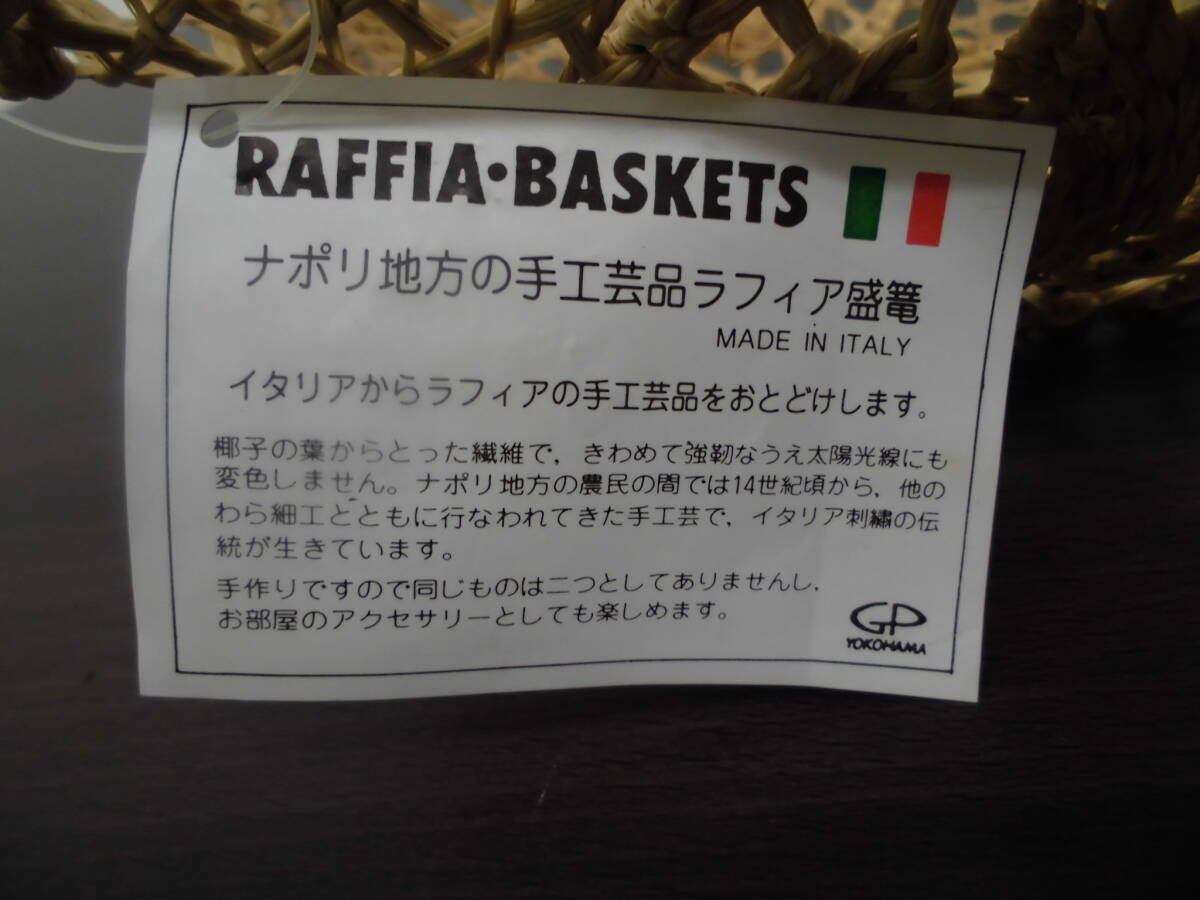 RAFFIA・BASKETS
ナポリ地方の手工芸品ラフィア盛篭
MADE IN ITALY
イタリアからラフィアの手工芸品をおとどけします。
椰子の葉からとった繊維で，きわめて強靭なうえ太陽光線にも
変色しません。ナポリ地方の農民の間では14世紀頃から，他の
わら細工とともに行なわれてきた手工芸で，イタリア刺繍の伝
統が生きています。
手作りですので同じものは二つとしてありませんし，
お部屋のアクセサリーとしても楽しめます。
GP
YOKOHAMA